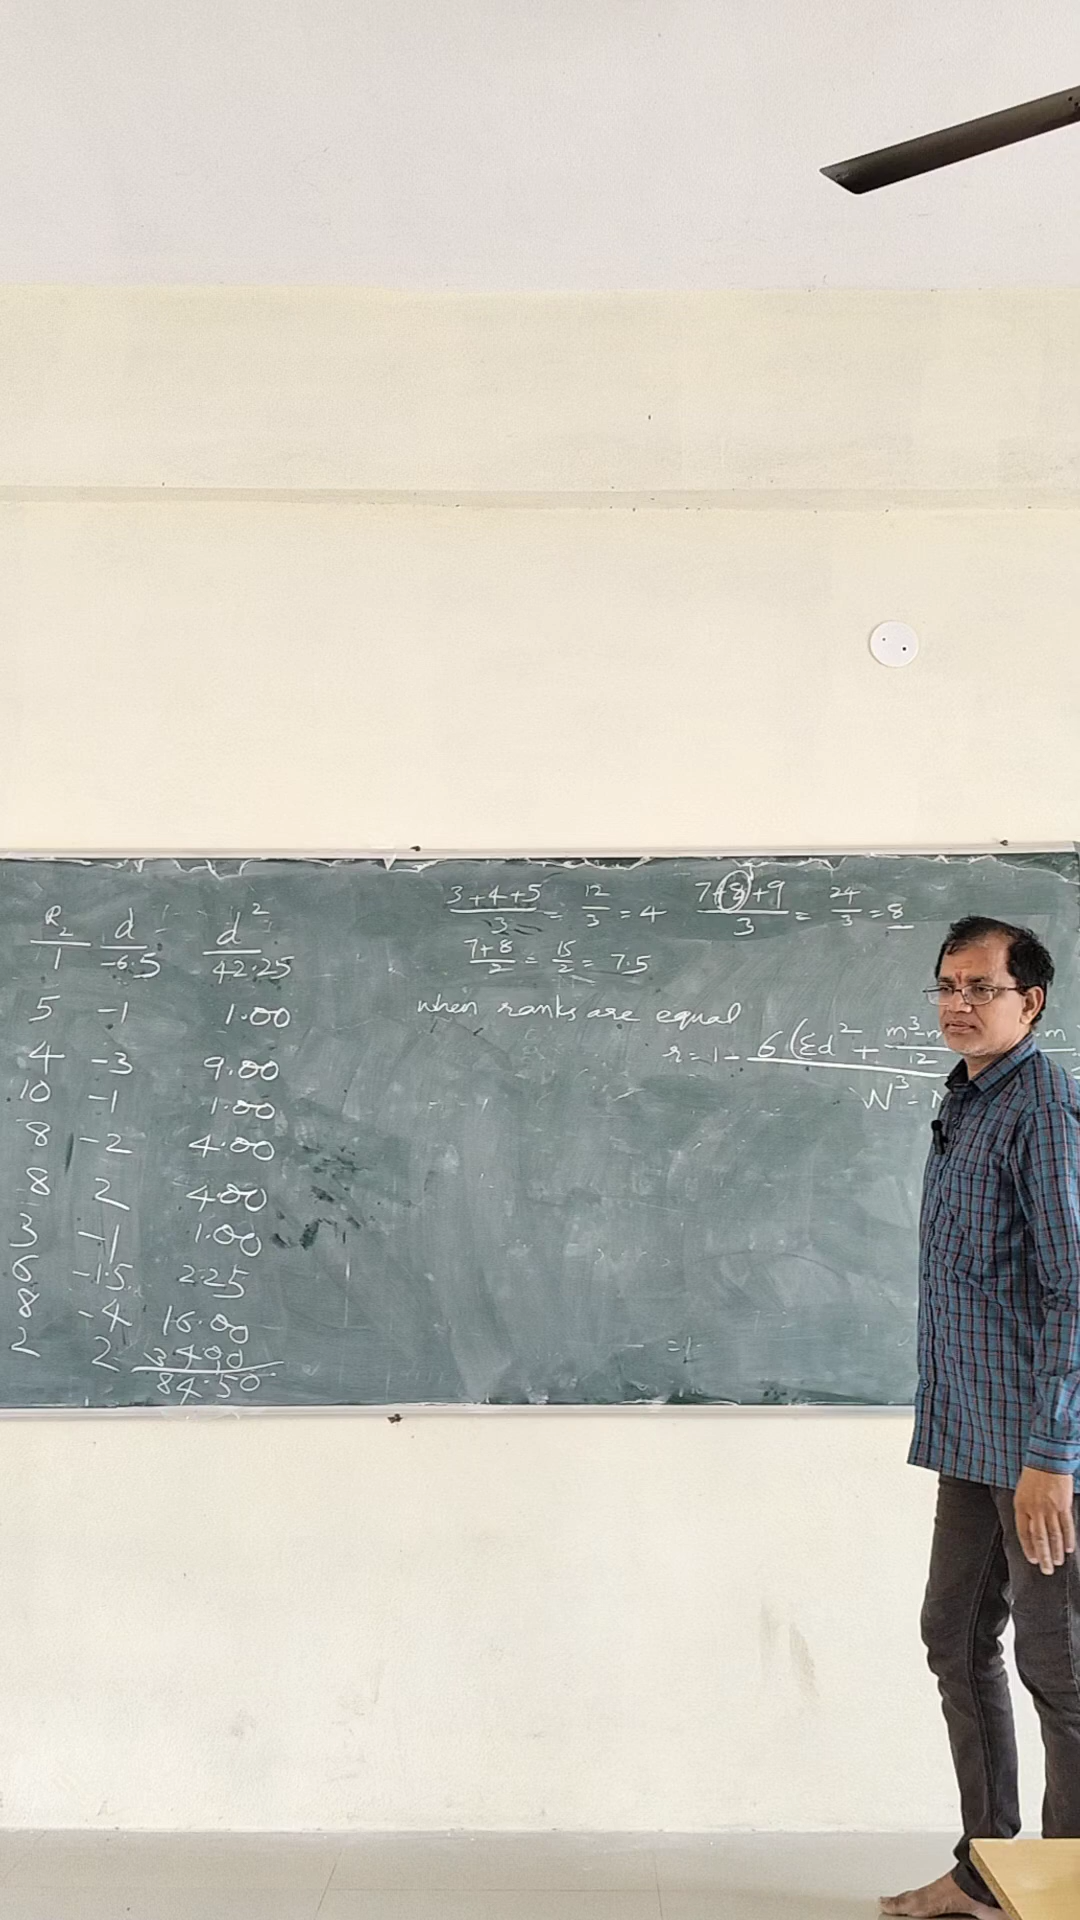 R₂ d d²
1 -6.5 42.25
5 -1 1.00
4 -3 9.00
10 -1 1.00
8 -2 4.00
8 2 4.00
3 -1 1.00
6 -1.5 2.25
8 -4 16.00
2 2 4.00
84.50
3+4+5/3 = 12/3 = 4
7+8+9/3 = 24/3 = 8
7+8/2 = 15/2 = 7.5
when ranks are equal
r = 1 - 6(Σd² + m³-m/12
N³-
= 1-